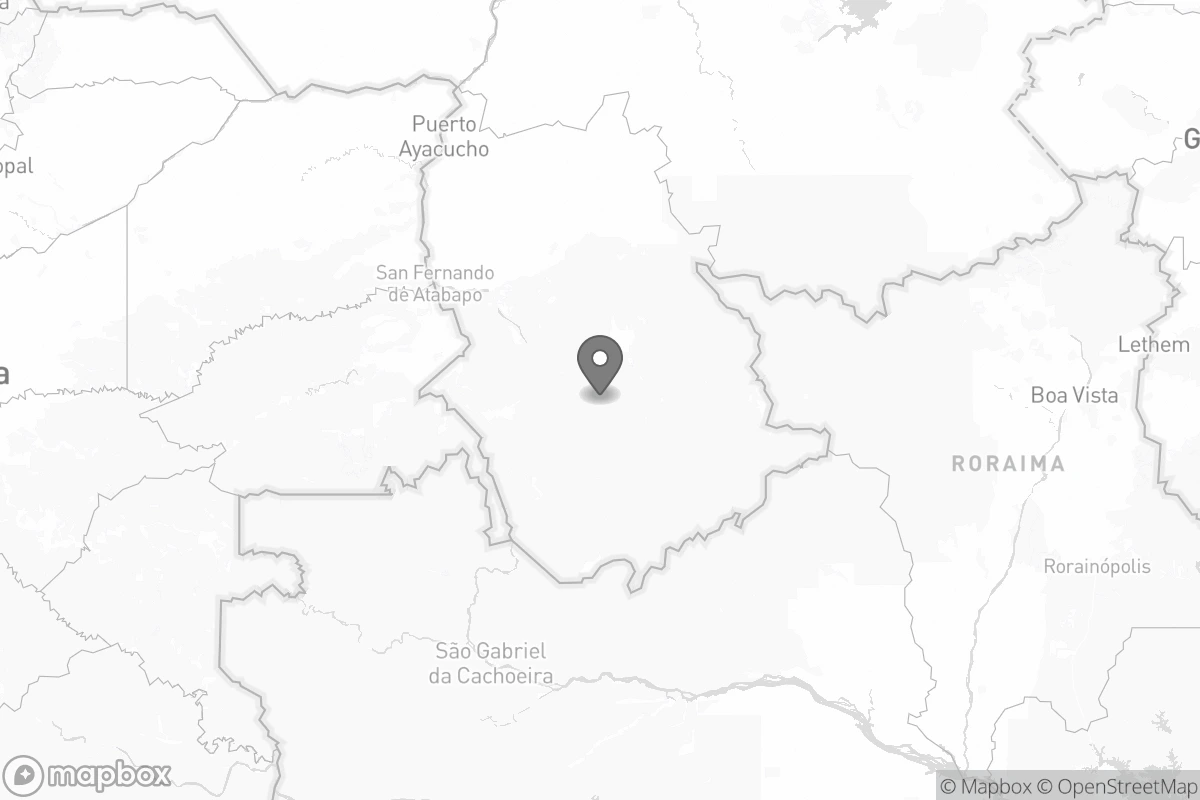 Puerto
Ayacucho
opal
San Fernando
de Atabapo
G
Lethem
a
Boa Vista
RORAIMA
Rorainópolis
São Gabriel
da Cachoeira
mapbox
© Mapbox © OpenStreetMap